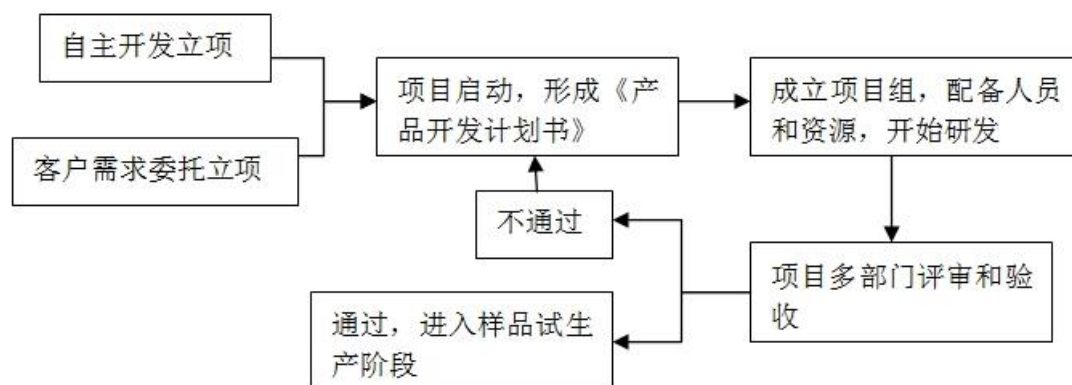 自主开发立项
客户需求委托立项
项目启动，形成《产
品开发计划书》
成立项目组，配备人员
和资源，开始研发
不通过
项目多部门评审和验
收
通过，进入样品试生
产阶段